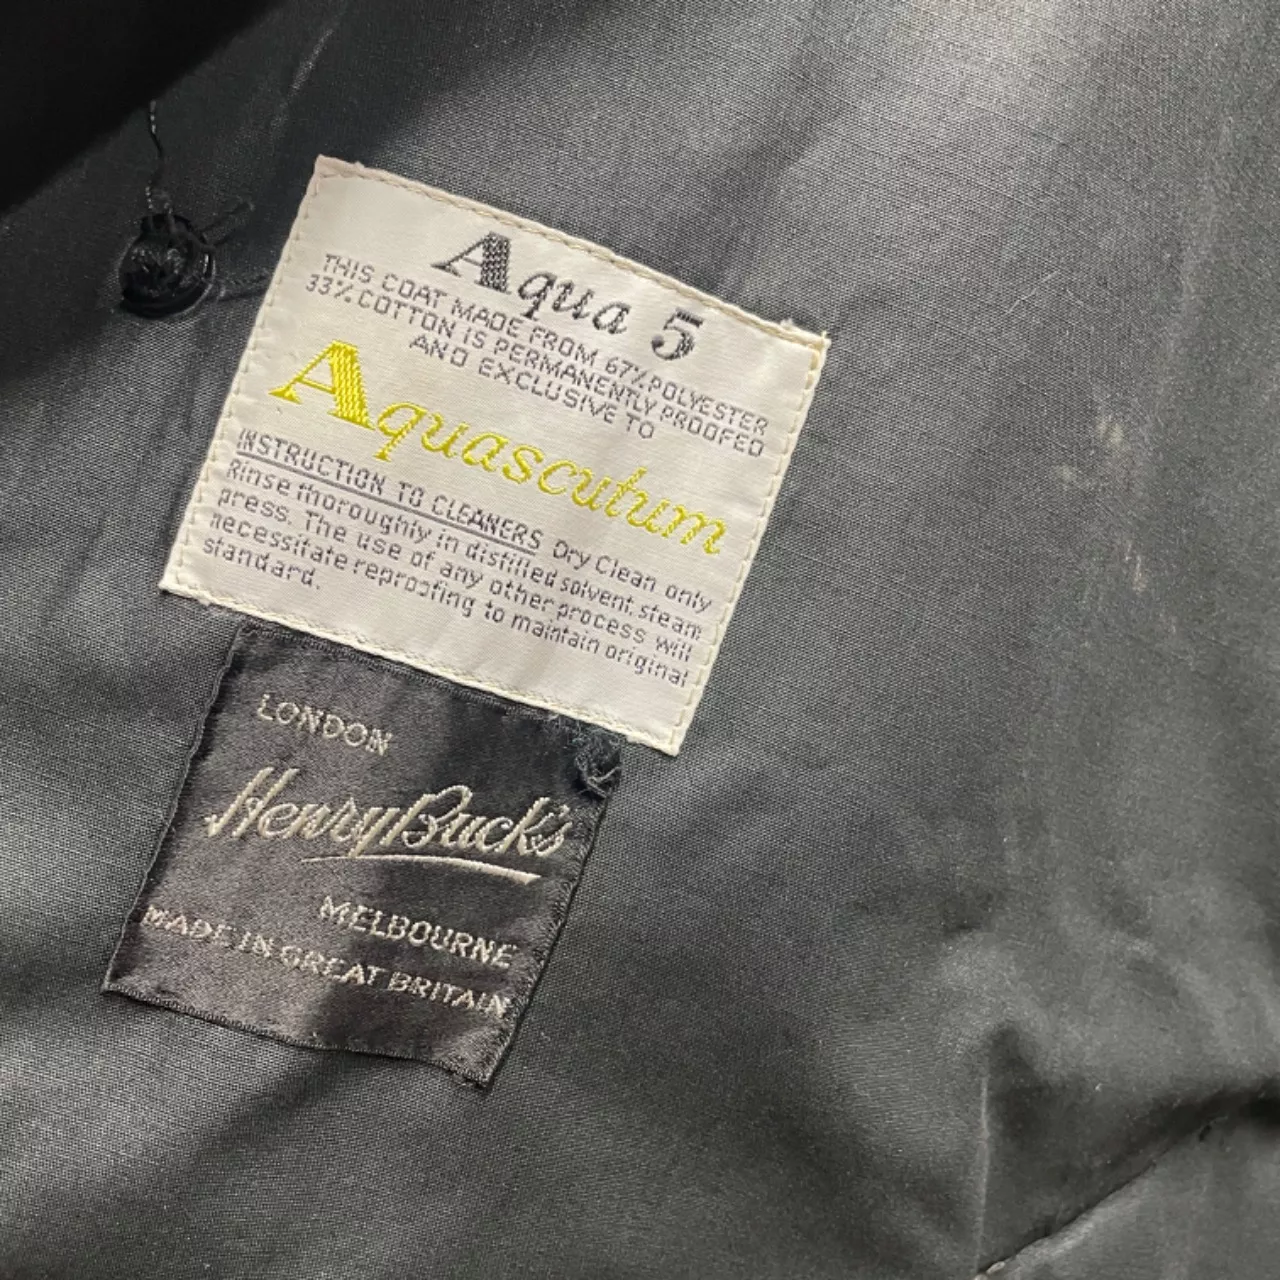 Aqua 5
THIS COAT MADE FROM 67% POLYESTER
33% COTTON IS PERMANENTLY PROOFED
AND EXCLUSIVE TO
Aquascutum
INSTRUCTION TO CLEANERS Dry Clean only
Rinse thoroughly in distilled solvent, steam
press. The use of any other process will
necessitate reproofing to maintain original
standard.
LONDON
Henry Buck's
MELBOURNE
MADE IN GREAT BRITAIN